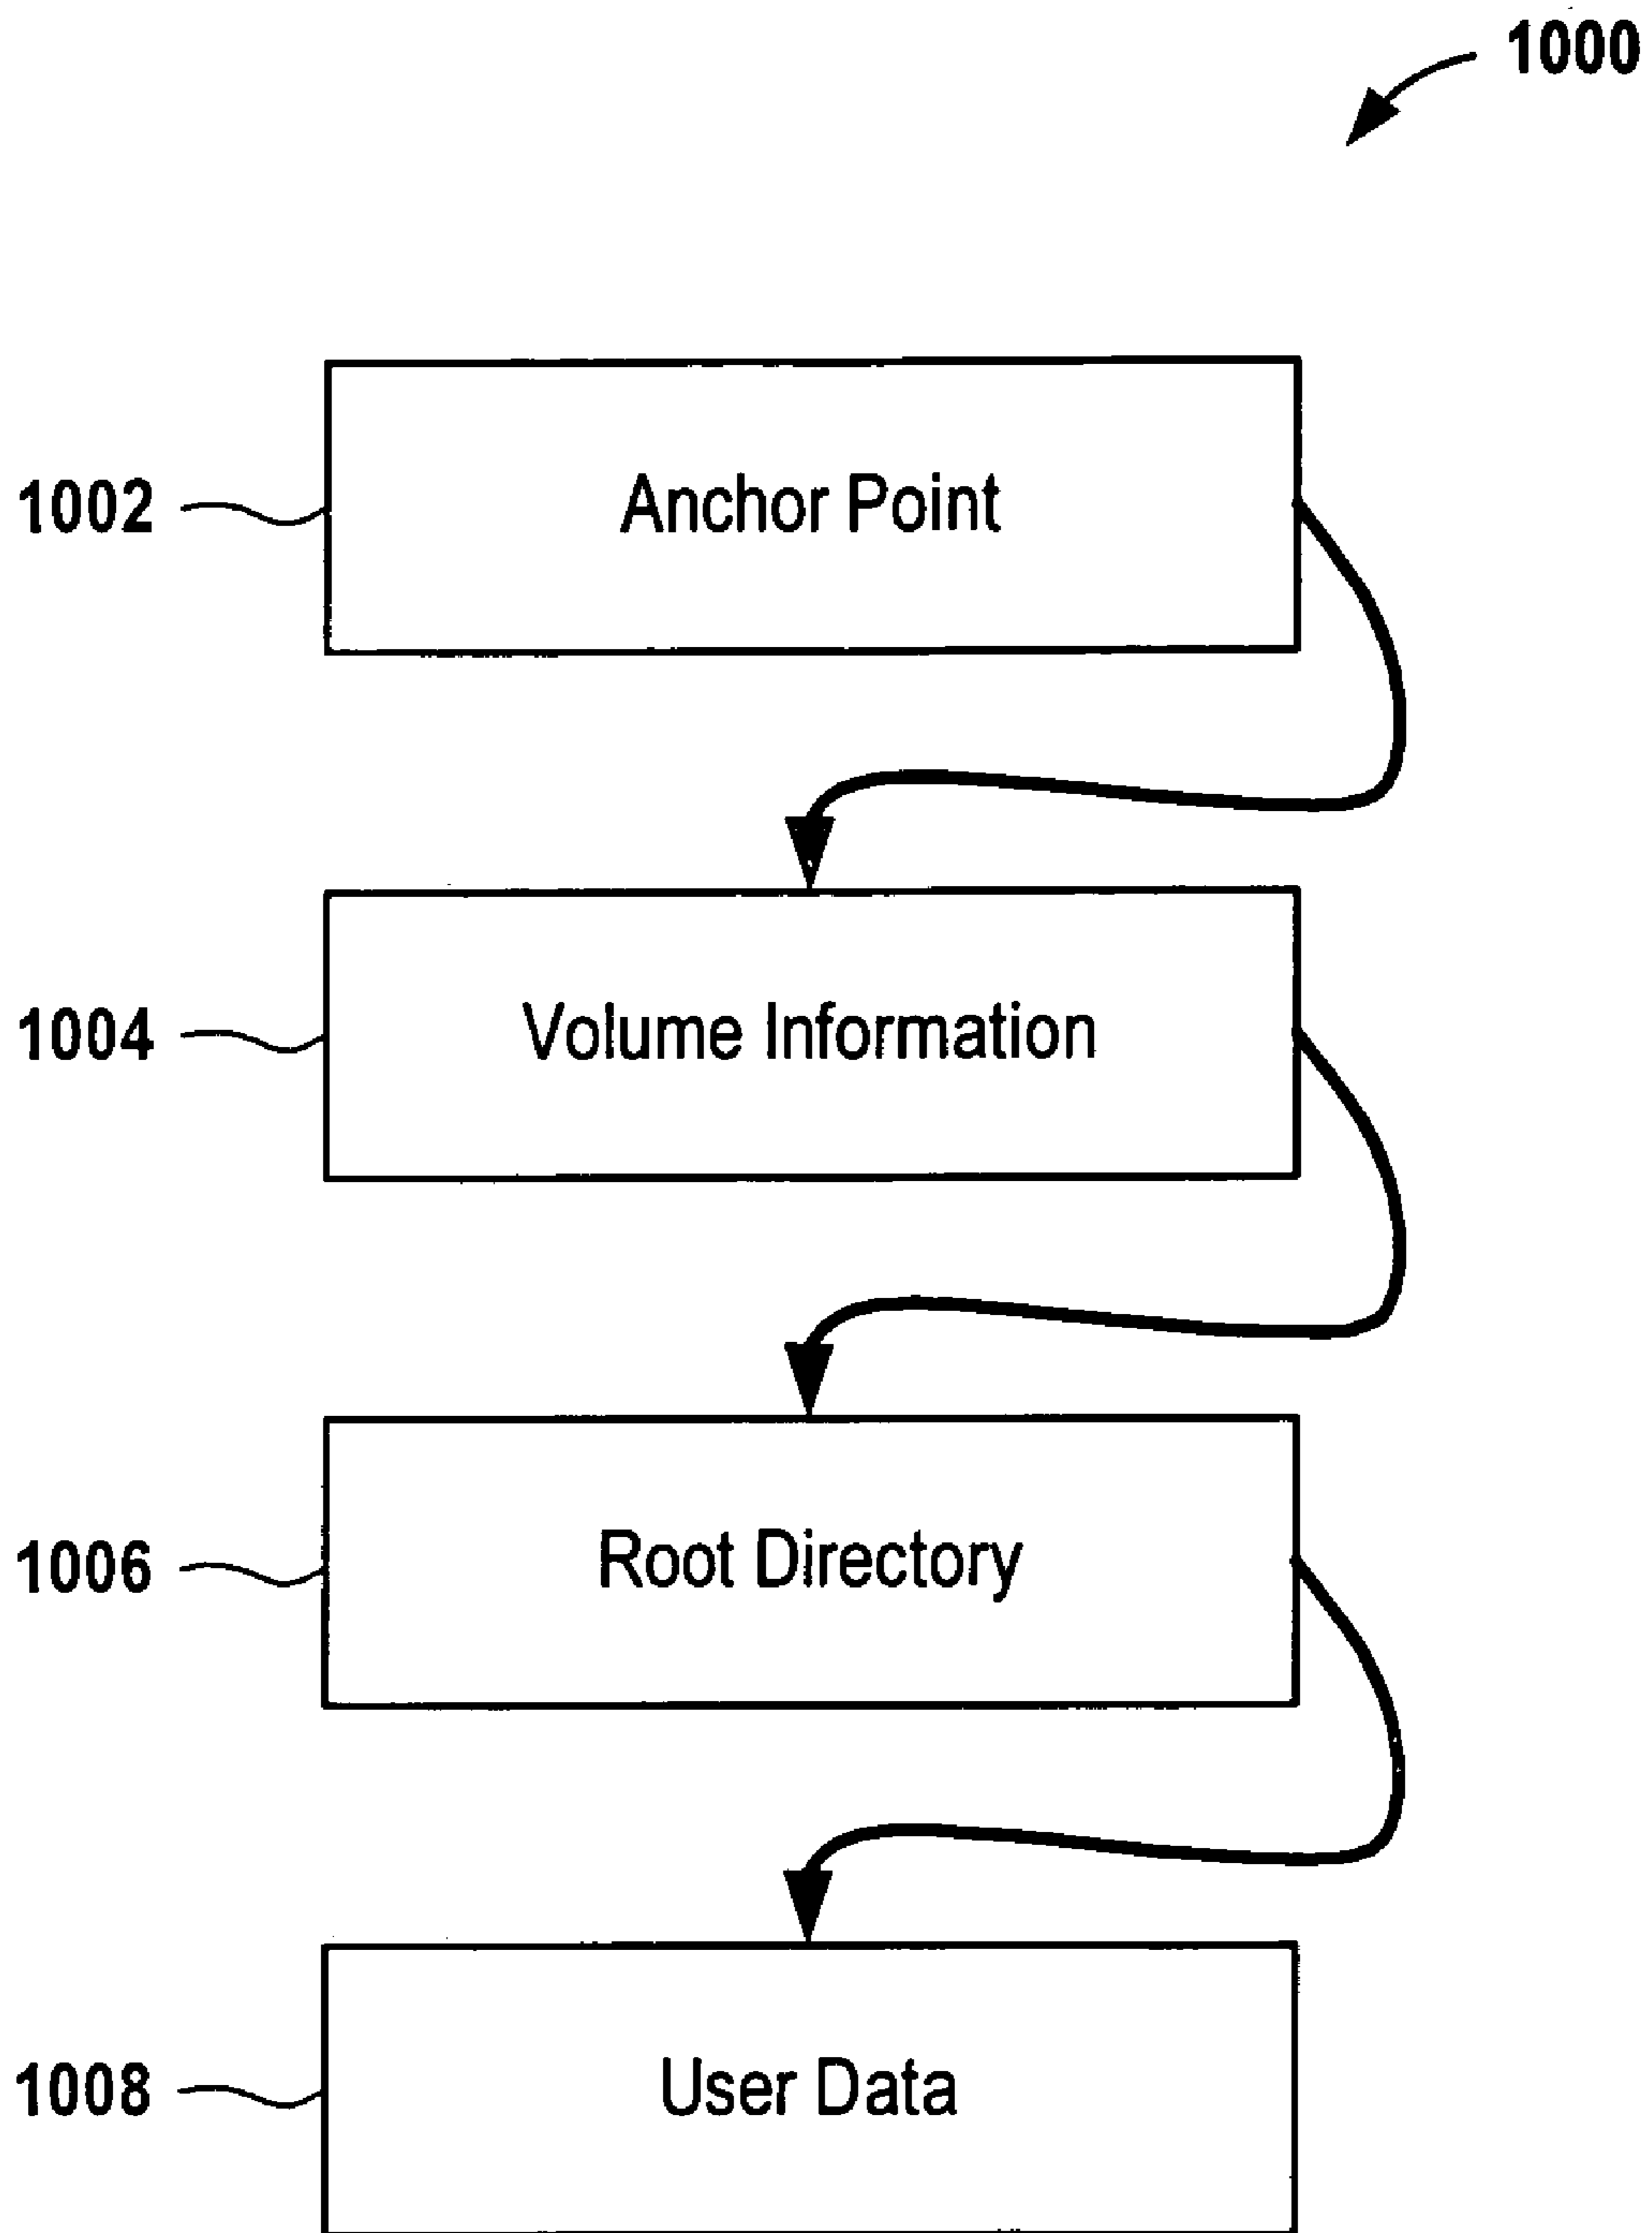 1000
1002
Anchor Point
1004
Volume Information
1006
Root Directory
1008
User Data